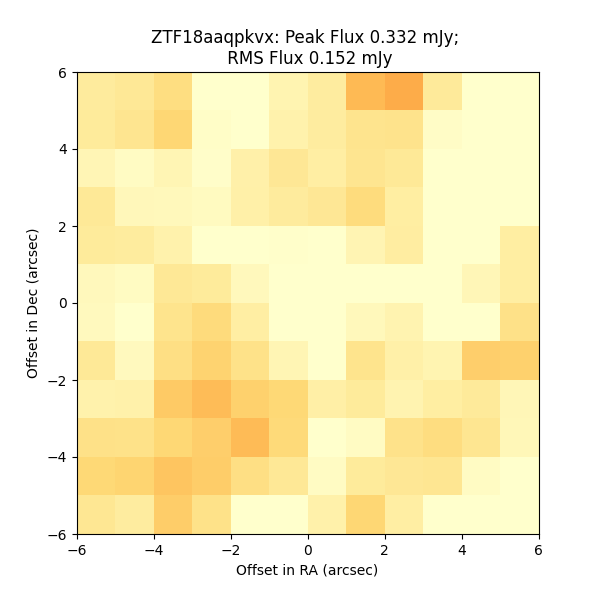 ZTF18aaqpkvx: Peak Flux 0.332 mJy;
RMS Flux 0.152 mJy
6
4
2
0
−2
−4
−6
Offset in Dec (arcsec)
−6 −4 −2 0 2 4 6
Offset in RA (arcsec)